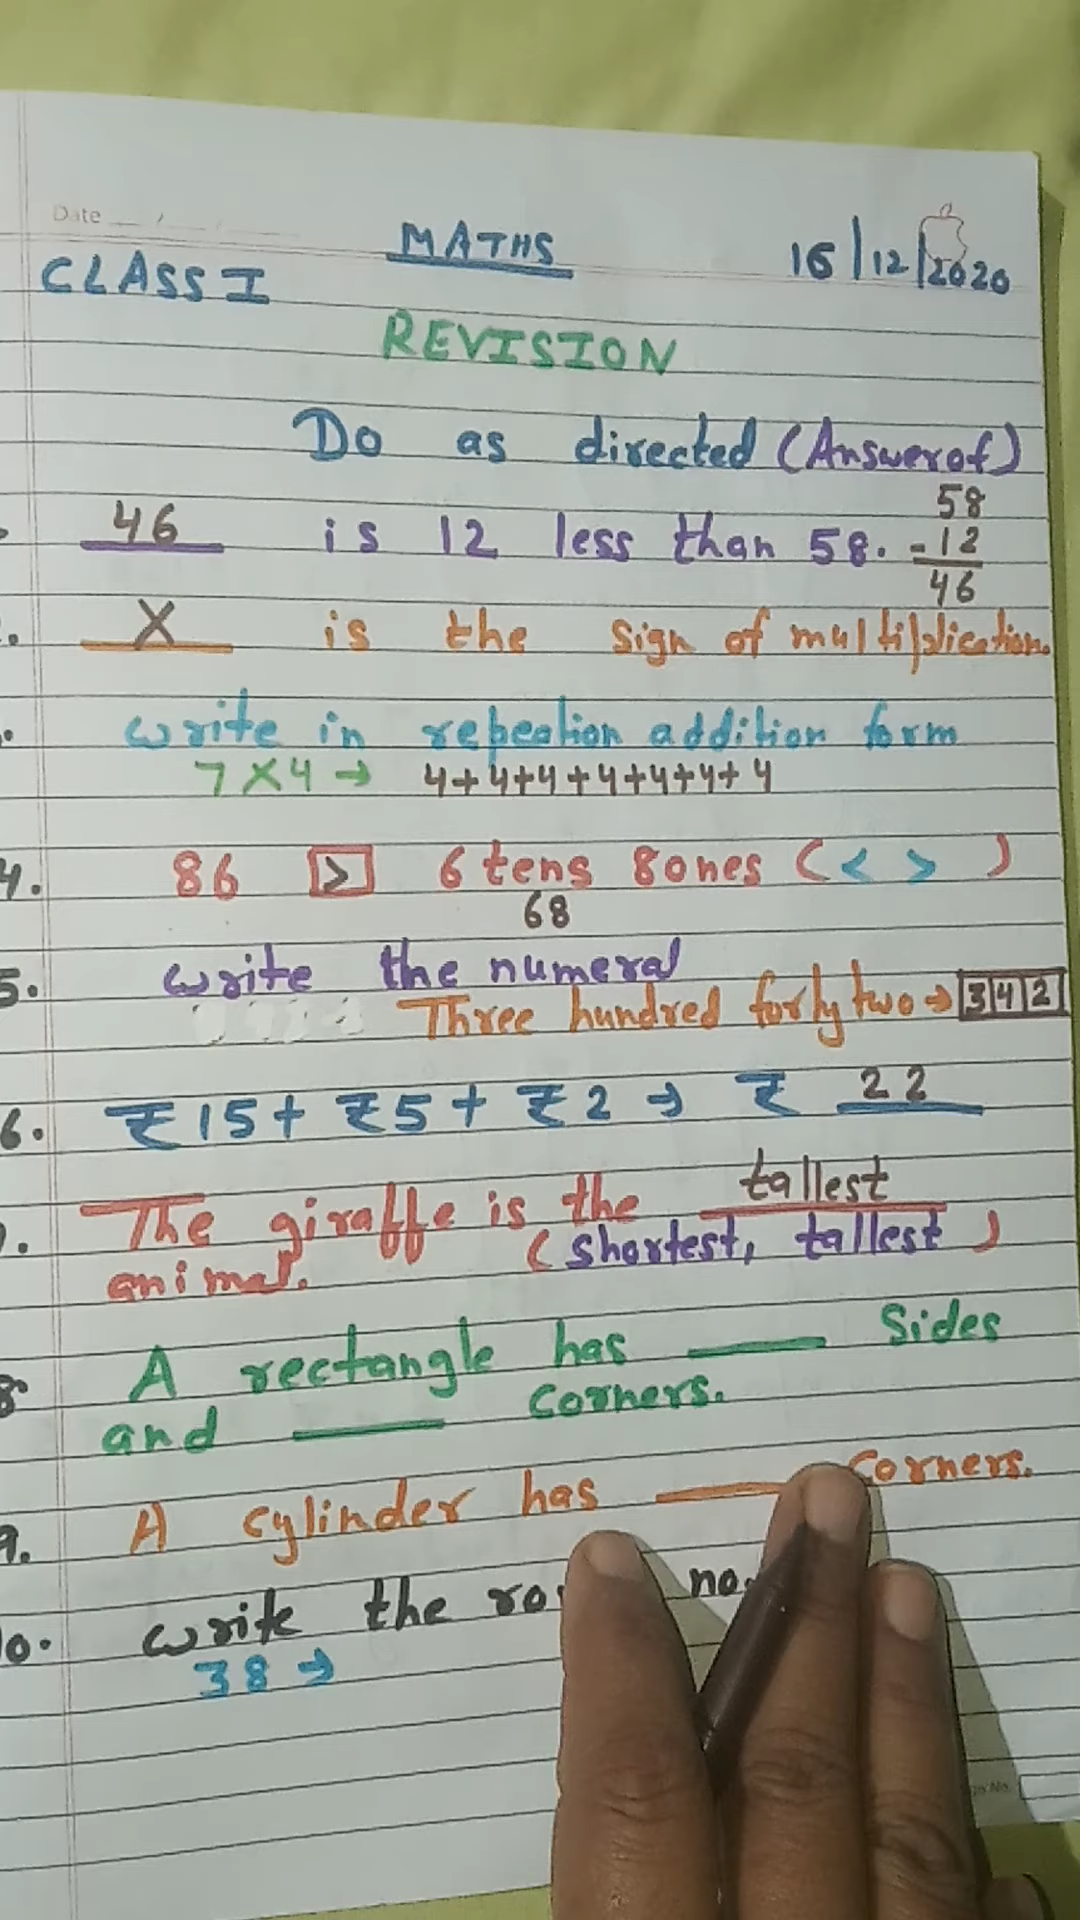 Date
MATHS
16/12/2020
CLASS I
REVISION
Do as directed (Answer of)
58
46 is 12 less than 58. -12
46
X is the sign of multiplication.
write in repeation addition form
7 X 4 → 4+4+4+4+4+4+4
4. 86 > 6 tens 8 ones (< > )
68
5. write the numeral
Three hundred forty two → 342
6. ₹15+ ₹5+ ₹2 → ₹ 22
The giraffe is the tallest
animal. (shortest, tallest)
8 A rectangle has ____ Sides
and ____ corners.
9. A cylinder has ____ corners.
10. write the no.
38 →